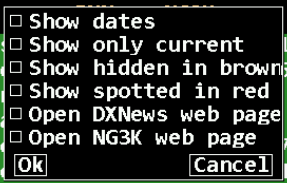 Show dates
Show only current
Show hidden in brown
Show spotted in red
Open DXNews web page
Open NG3K web page
Ok Cancel